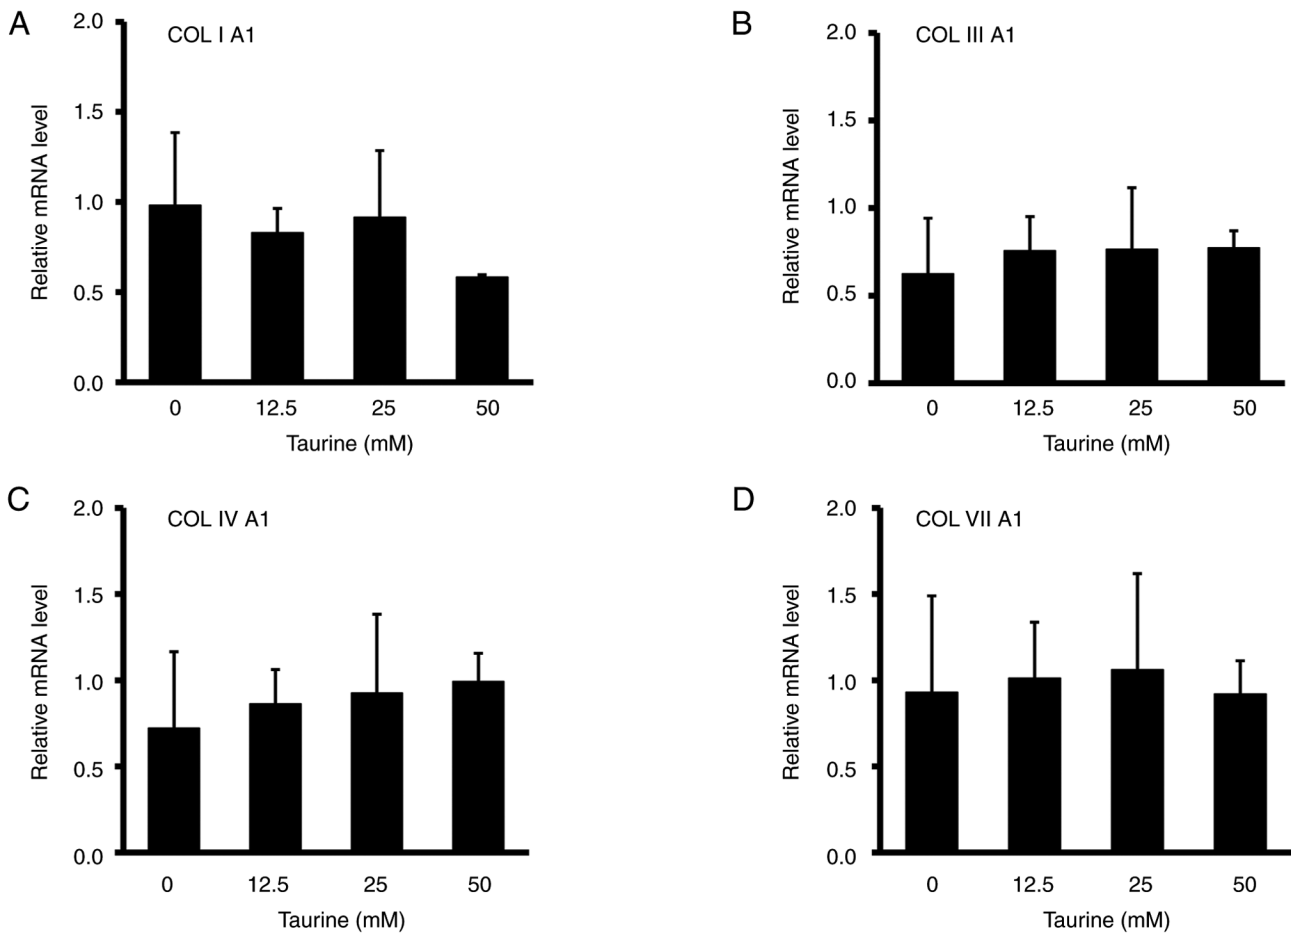 A
COL I A1
2.0
1.5
1.0
0.5
0.0
Relative mRNA level
0 12.5 25 50
Taurine (mM)
B
COL III A1
2.0
1.5
1.0
0.5
0.0
Relative mRNA level
0 12.5 25 50
Taurine (mM)
C
COL IV A1
2.0
1.5
1.0
0.5
0.0
Relative mRNA level
0 12.5 25 50
Taurine (mM)
D
COL VII A1
2.0
1.5
1.0
0.5
0.0
Relative mRNA level
0 12.5 25 50
Taurine (mM)